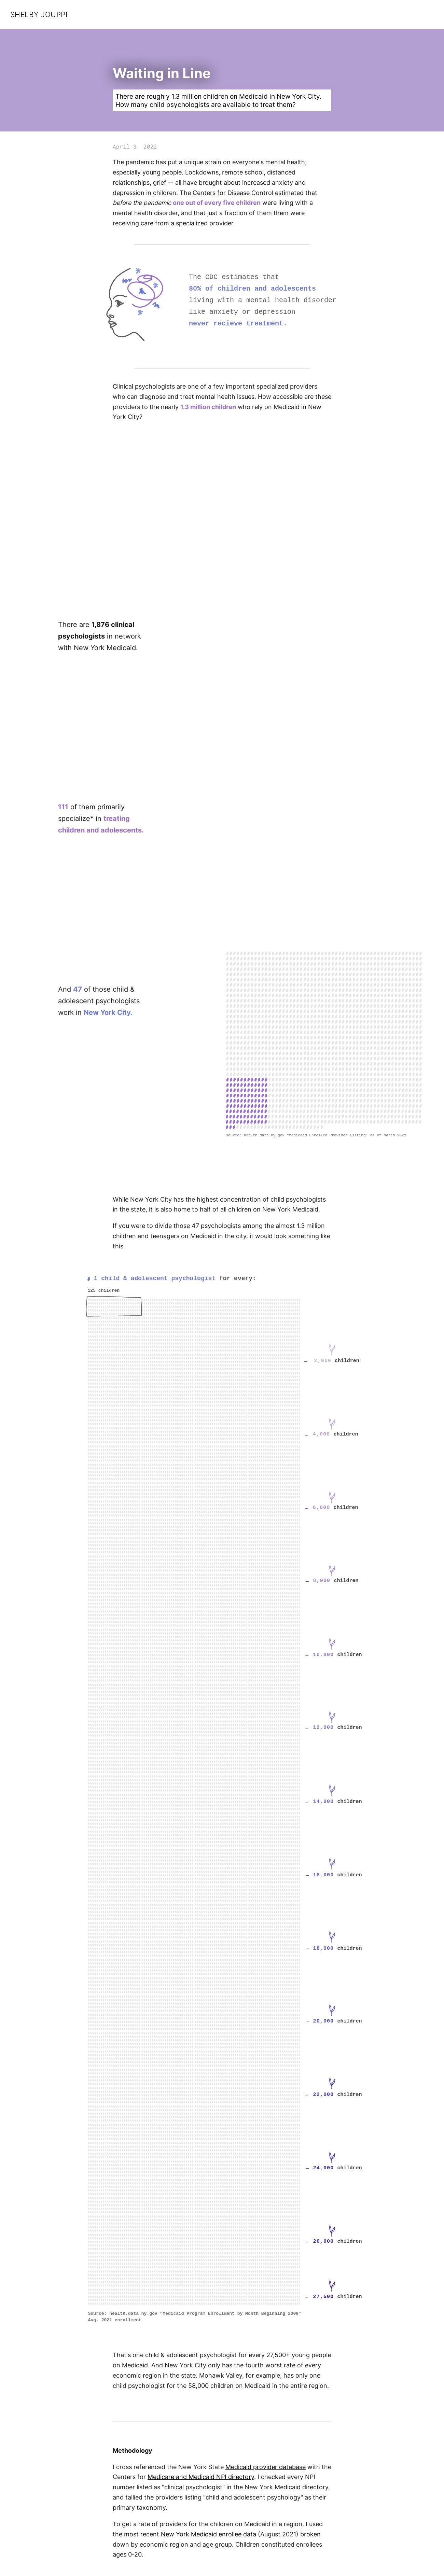 SHELBY JOUPPI
Waiting in Line
There are roughly 1.3 million children on Medicaid in New York City.
How many child psychologists are available to treat them?
April 3, 2022
The pandemic has put a unique strain on everyone's mental health,
especially young people. Lockdowns, remote school, distanced
relationships, grief -- all have brought about increased anxiety and
depression in children. The Centers for Disease Control estimated that
before the pandemic one out of every five children were living with a
mental health disorder, and that just a fraction of them them were
receiving care from a specialized provider.
The CDC estimates that
80% of children and adolescents
living with a mental health disorder
like anxiety or depression
never recieve treatment.
Clinical psychologists are one of a few important specialized providers
who can diagnose and treat mental health issues. How accessible are these
providers to the nearly 1.3 million children who rely on Medicaid in New
York City?
There are 1,876 clinical
psychologists in network
with New York Medicaid.
111 of them primarily
specialize* in treating
children and adolescents.
And 47 of those child &
adolescent psychologists
work in New York City.
Source: health.data.ny.gov "Medicaid Enrolled Provider Listing" as of March 2022
While New York City has the highest concentration of child psychologists
in the state, it is also home to half of all children on New York Medicaid.
If you were to divide those 47 psychologists among the almost 1.3 million
children and teenagers on Medicaid in the city, it would look something like
this.
1 child & adolescent psychologist for every:
125 children
— 2,000 children
— 4,000 children
— 6,000 children
— 8,000 children
— 10,000 children
— 12,000 children
— 14,000 children
— 16,000 children
— 18,000 children
— 20,000 children
— 22,000 children
— 24,000 children
— 26,000 children
— 27,500 children
Source: health.data.ny.gov "Medicaid Program Enrollment by Month Beginning 2009"
Aug. 2021 enrollment
That's one child & adolescent psychologist for every 27,500+ young people
on Medicaid. And New York City only has the fourth worst rate of every
economic region in the state. Mohawk Valley, for example, has only one
child psychologist for the 58,000 children on Medicaid in the entire region.
Methodology
I cross referenced the New York State Medicaid provider database with the
Centers for Medicare and Medicaid NPI directory. I checked every NPI
number listed as "clinical psychologist" in the New York Medicaid directory,
and tallied the providers listing "child and adolescent psychology" as their
primary taxonomy.
To get a rate of providers for the children on Medicaid in a region, I used
the most recent New York Medicaid enrollee data (August 2021) broken
down by economic region and age group. Children constituted enrollees
ages 0-20.